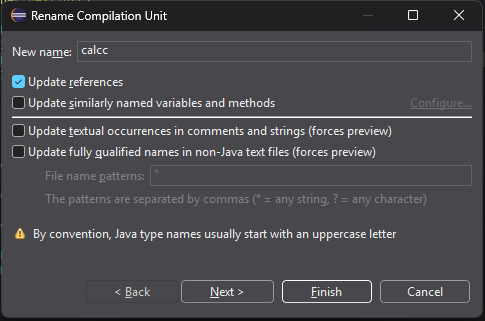 Rename Compilation Unit
New name: calcc
Update references
Update similarly named variables and methods Configure...
Update textual occurrences in comments and strings (forces preview)
Update fully qualified names in non-Java text files (forces preview)
File name patterns: *
The patterns are separated by commas (* = any string, ? = any character)
By convention, Java type names usually start with an uppercase letter
< Back Next > Finish Cancel